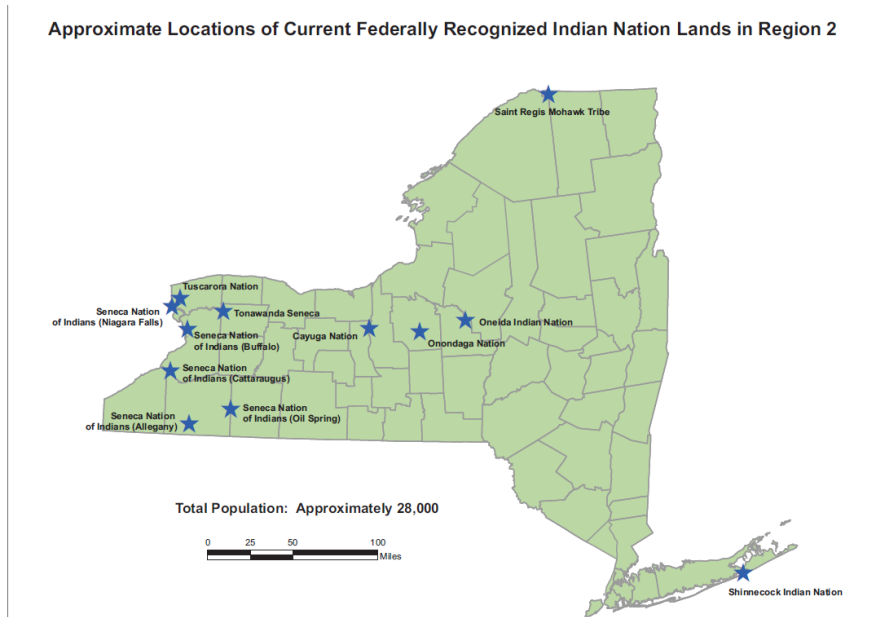 Approximate Locations of Current Federally Recognized Indian Nation Lands in Region 2
Saint Regis Mohawk Tribe
Tuscarora Nation
Seneca Nation
of Indians (Niagara Falls)
Tonawanda Seneca
Seneca Nation
of Indians (Buffalo)
Cayuga Nation
Oneida Indian Nation
Onondaga Nation
Seneca Nation
of Indians (Cattaraugus)
Seneca Nation
of Indians (Allegany)
Seneca Nation
of Indians (Oil Spring)
Total Population: Approximately 28,000
0 25 50 100
Miles
Shinnecock Indian Nation